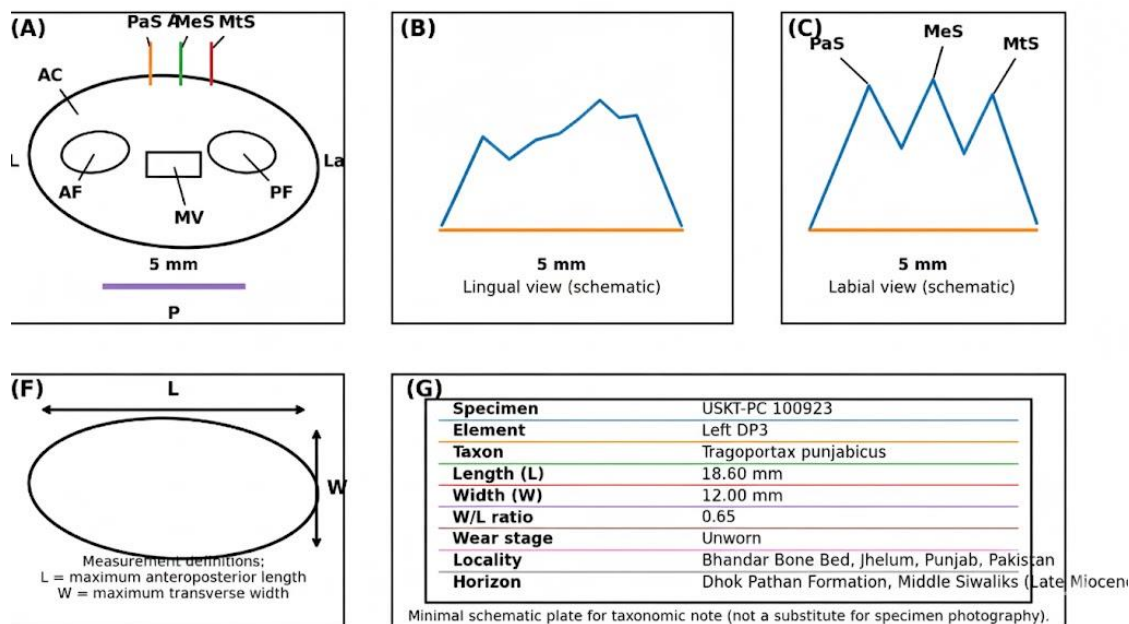 (A)
PaS A MeS MtS
AC
L
La
AF
PF
MV
5 mm
P
(B)
5 mm
Lingual view (schematic)
(C)
PaS
MeS
MtS
5 mm
Labial view (schematic)
(F)
L
W
Measurement definitions:
L = maximum anteroposterior length
W = maximum transverse width
(G)
Specimen USKT-PC 100923
Element Left DP3
Taxon Tragoportax punjabicus
Length (L) 18.60 mm
Width (W) 12.00 mm
W/L ratio 0.65
Wear stage Unworn
Locality Bhandar Bone Bed, Jhelum, Punjab, Pakistan
Horizon Dhok Pathan Formation, Middle Siwaliks (Late Miocene
Minimal schematic plate for taxonomic note (not a substitute for specimen photography).